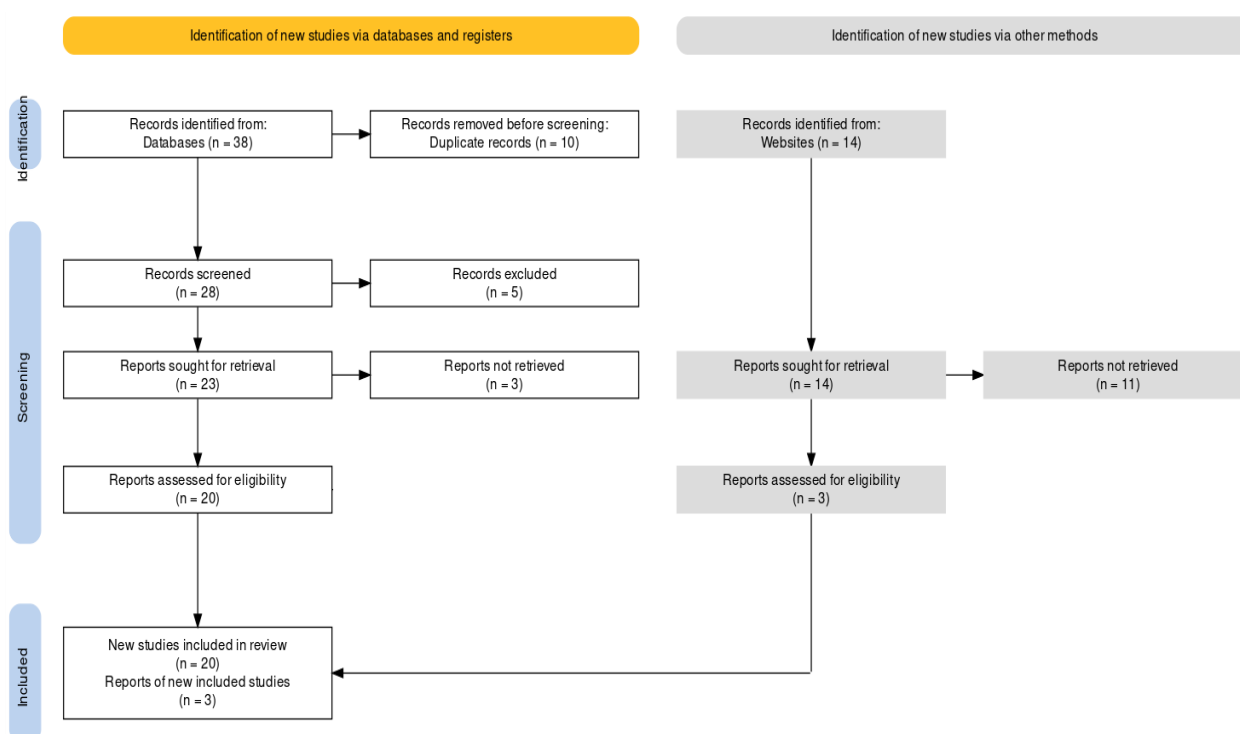 Identification of new studies via databases and registers
Identification of new studies via other methods
Identification
Records identified from:
Databases (n = 38)
Records removed before screening:
Duplicate records (n = 10)
Records identified from:
Websites (n = 14)
Screening
Records screened
(n = 28)
Records excluded
(n = 5)
Reports sought for retrieval
(n = 23)
Reports not retrieved
(n = 3)
Reports sought for retrieval
(n = 14)
Reports not retrieved
(n = 11)
Reports assessed for eligibility
(n = 20)
Reports assessed for eligibility
(n = 3)
Included
New studies included in review
(n = 20)
Reports of new included studies
(n = 3)